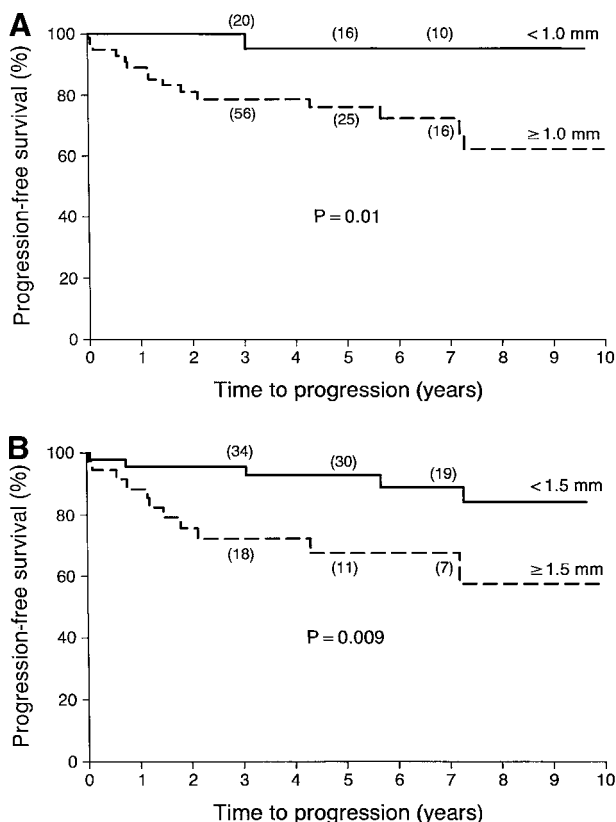 A
Progression-free survival (%)
100
80
60
40
20
0
(20)
(16)
(10)
< 1.0 mm
(56)
(25)
(16)
≥ 1.0 mm
P = 0.01
0 1 2 3 4 5 6 7 8 9 10
Time to progression (years)
B
Progression-free survival (%)
100
80
60
40
20
0
(34)
(30)
(19)
< 1.5 mm
(18)
(11)
(7)
≥ 1.5 mm
P = 0.009
0 1 2 3 4 5 6 7 8 9 10
Time to progression (years)